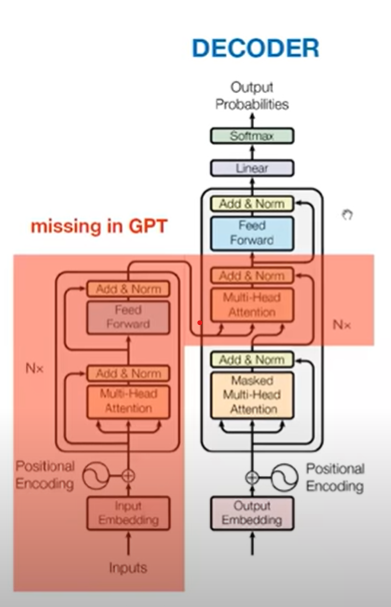 DECODER
Output
Probabilities
Softmax
Linear
Add & Norm
Feed
Forward
missing in GPT
Add & Norm
Multi-Head
Attention
Nx
Add & Norm
Masked
Multi-Head
Attention
Positional
Encoding
Output
Embedding
Add & Norm
Feed
Forward
Nx
Add & Norm
Multi-Head
Attention
Positional
Encoding
Input
Embedding
Inputs